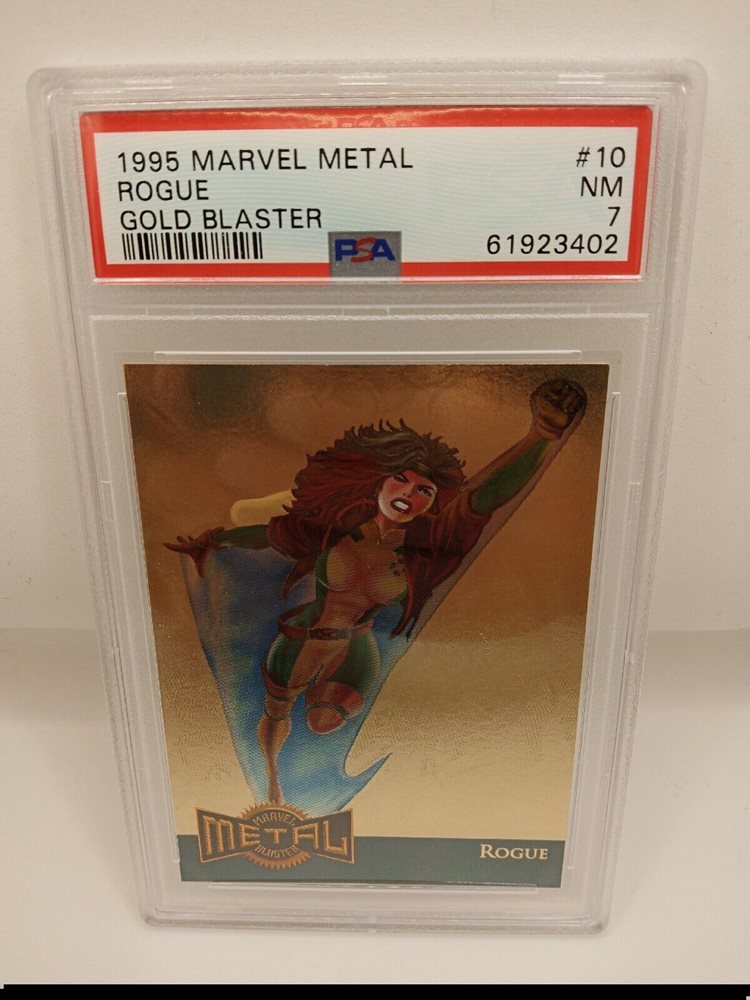 1995 MARVEL METAL #10
ROGUE NM
GOLD BLASTER 7
PSA 61923402
MARVEL
METAL
BLASTER
ROGUE